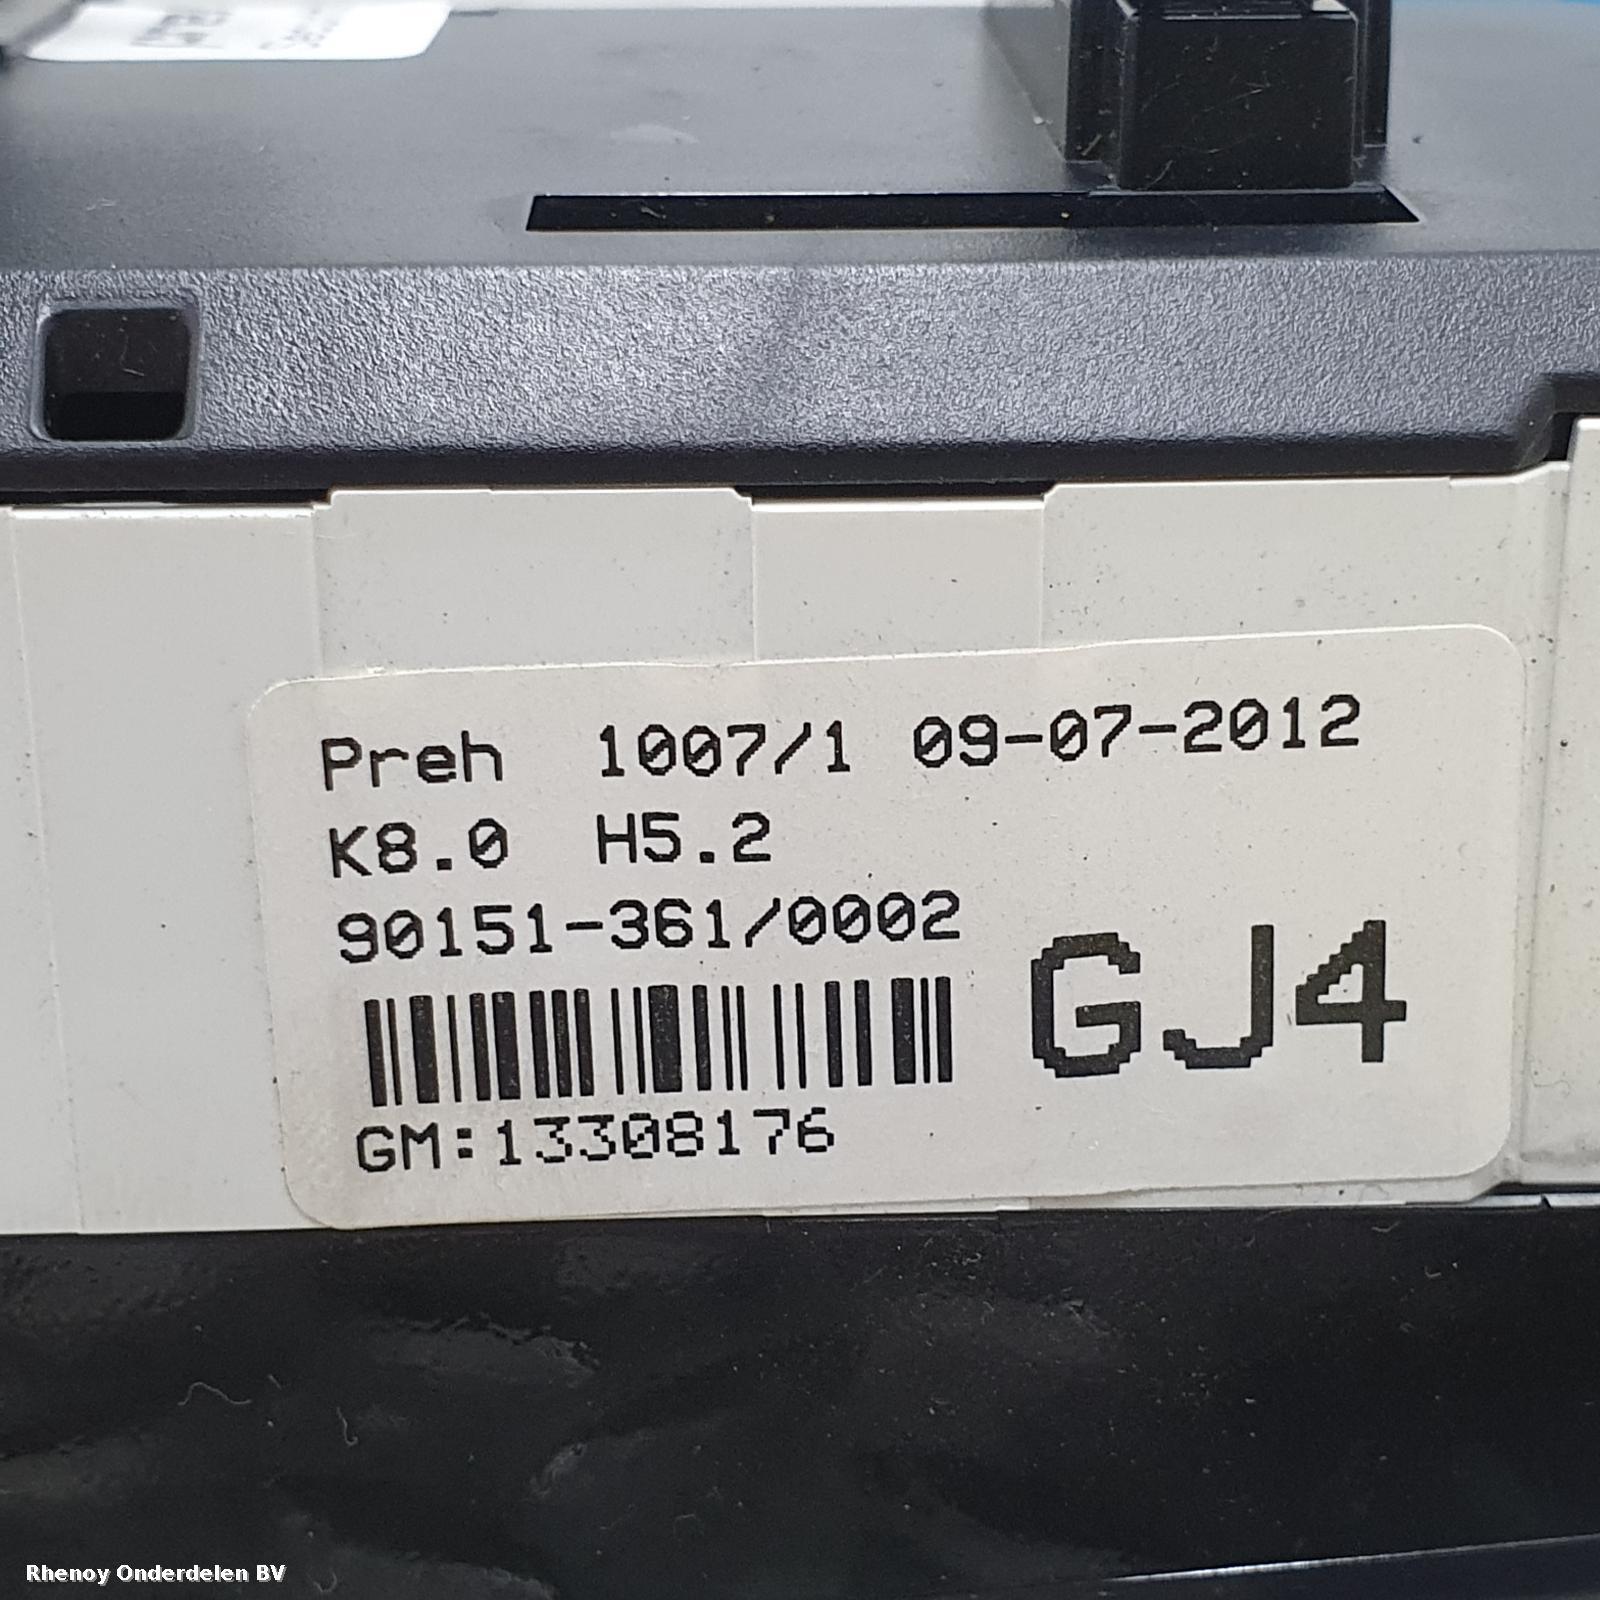 Preh 1007/1 09-07-2012
K8.0 H5.2
90151-361/0002
GJ4
GM:13308176
Rhenoy Onderdelen BV